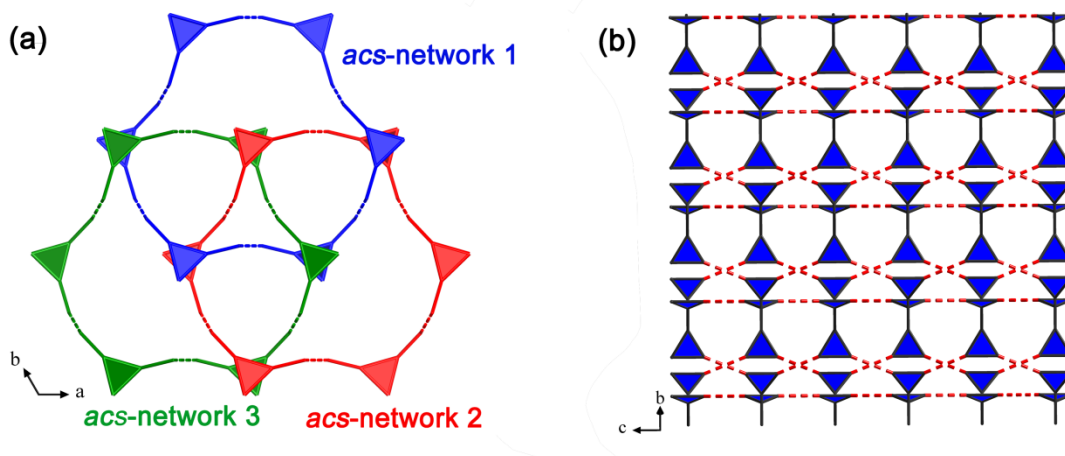 (a)
acs-network 1
b
a
acs-network 3
acs-network 2
(b)
b
c